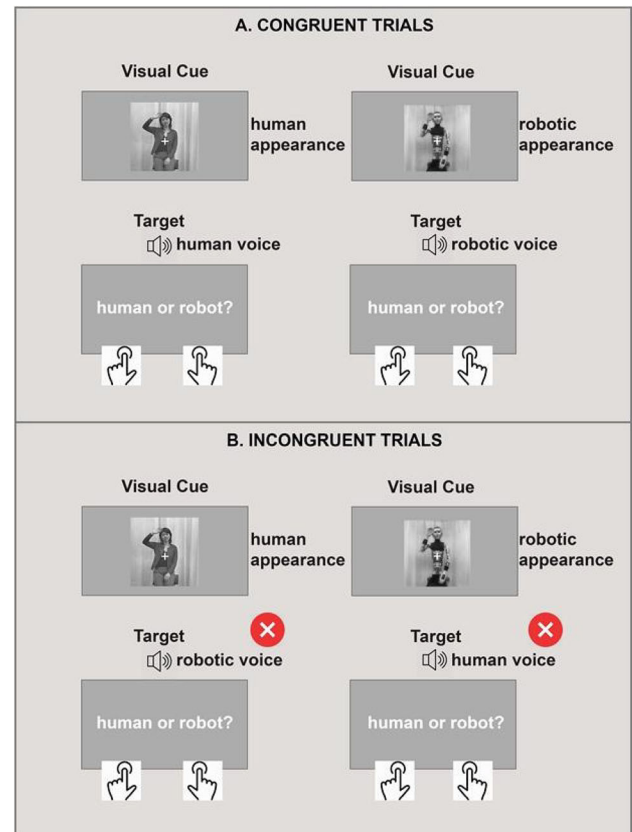 A. CONGRUENT TRIALS
Visual Cue
human
appearance
Visual Cue
robotic
appearance
Target
human voice
human or robot?
Target
robotic voice
human or robot?
B. INCONGRUENT TRIALS
Visual Cue
human
appearance
Visual Cue
robotic
appearance
Target
robotic voice
human or robot?
Target
human voice
human or robot?